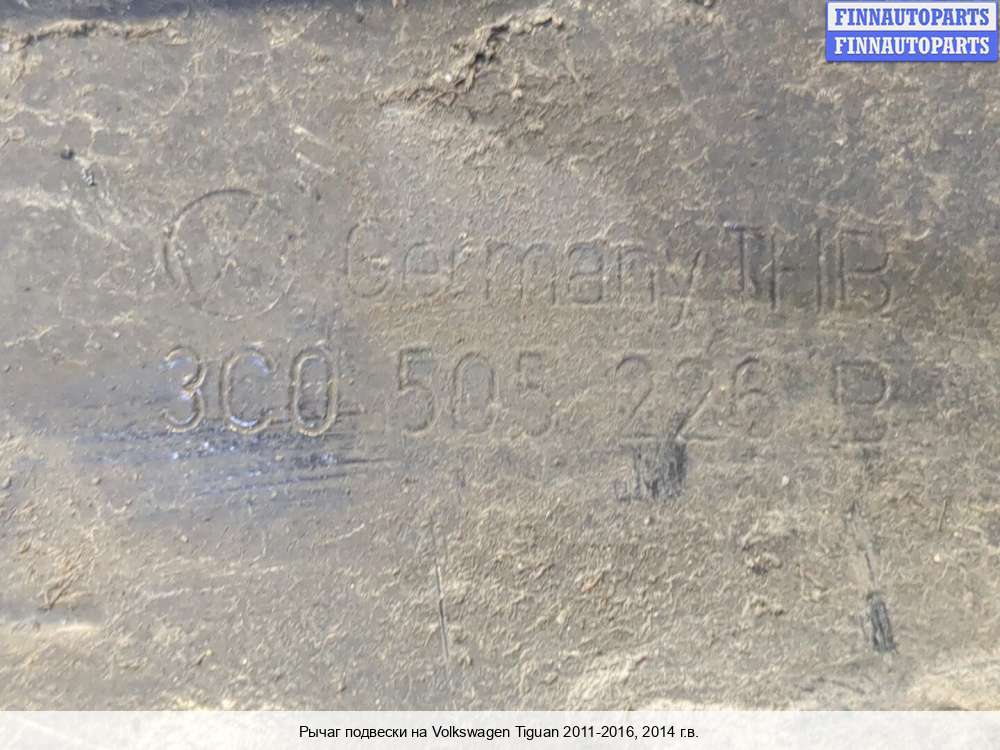 FINNAUTOPARTS
FINNAUTOPARTS
Germany THB
3C0 505 226 B
Рычаг подвески на Volkswagen Tiguan 2011-2016, 2014 г.в.